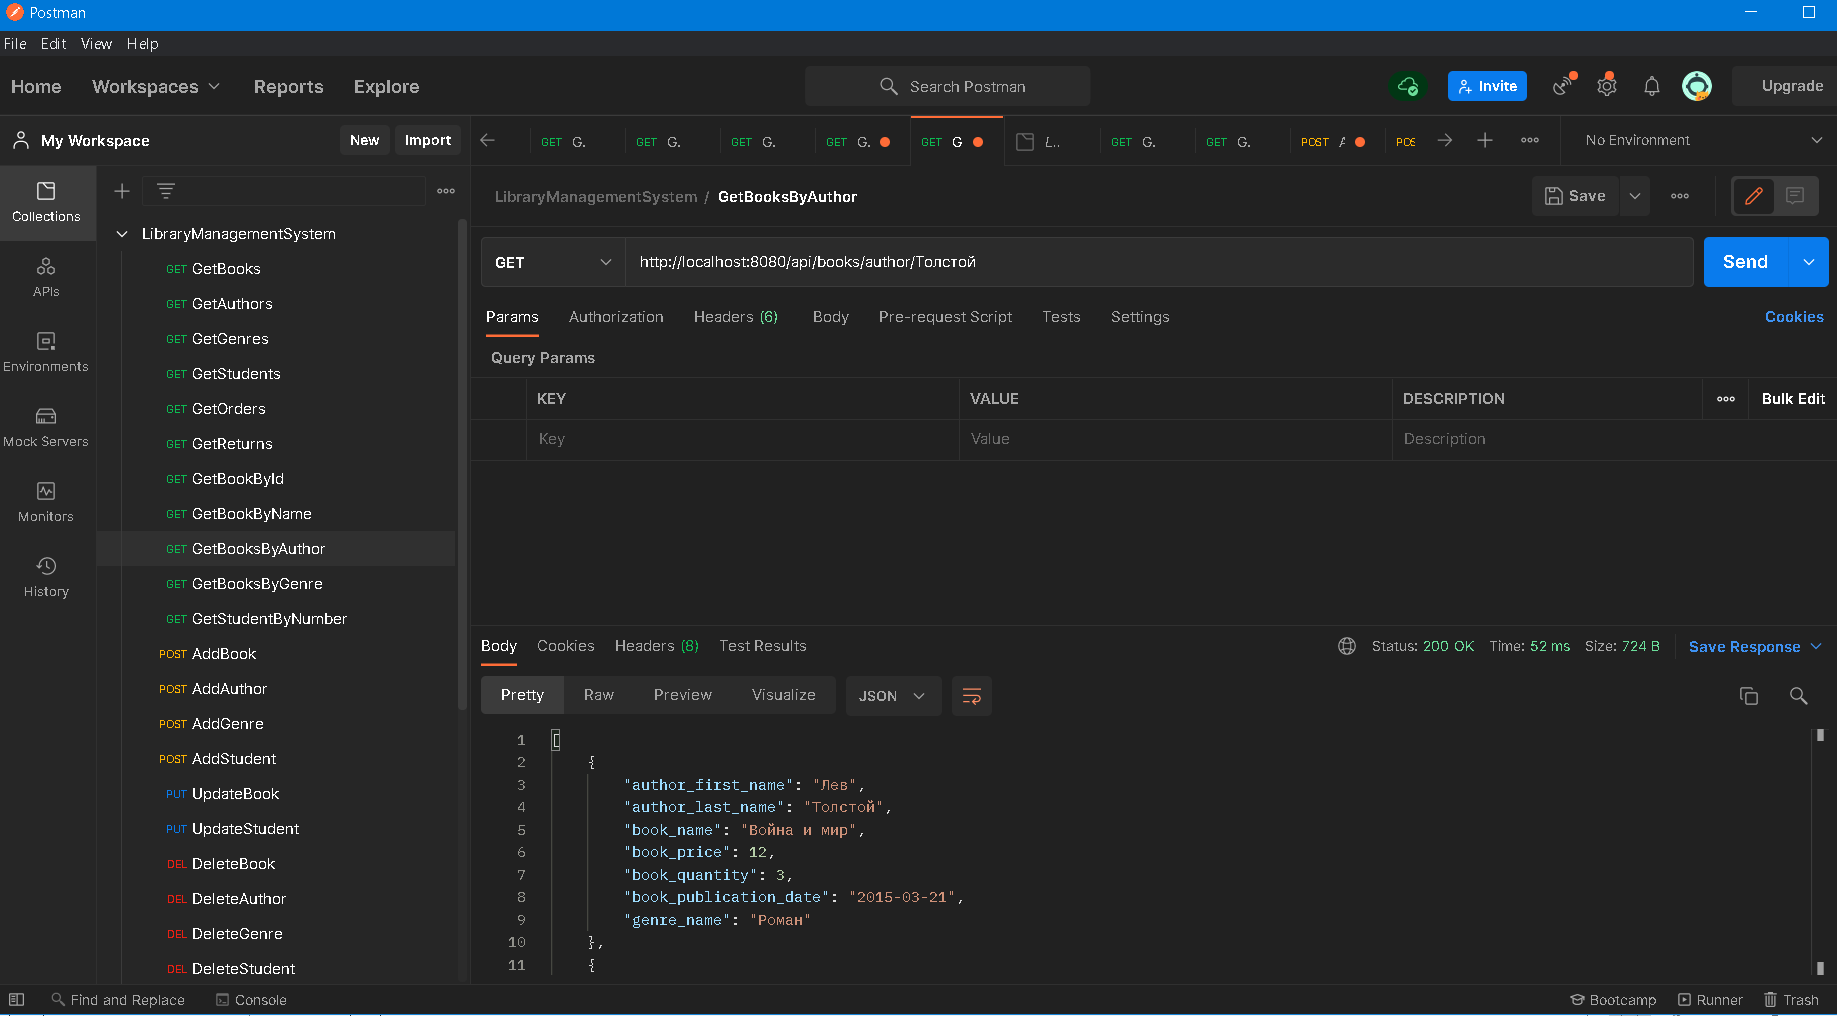 Postman
File Edit View Help
Home Workspaces Reports Explore Search Postman Invite Upgrade
My Workspace New Import
GET G. GET G. GET G. GET G. GET G L.. GET G. GET G. POST A POS No Environment
Collections
APIs
Environments
Mock Servers
Monitors
History
LibraryManagementSystem
GET GetBooks
GET GetAuthors
GET GetGenres
GET GetStudents
GET GetOrders
GET GetReturns
GET GetBookById
GET GetBookByName
GET GetBooksByAuthor
GET GetBooksByGenre
GET GetStudentByNumber
POST AddBook
POST AddAuthor
POST AddGenre
POST AddStudent
PUT UpdateBook
PUT UpdateStudent
DEL DeleteBook
DEL DeleteAuthor
DEL DeleteGenre
DEL DeleteStudent
LibraryManagementSystem / GetBooksByAuthor Save
GET http://localhost:8080/api/books/author/Толстой Send
Params Authorization Headers (6) Body Pre-request Script Tests Settings Cookies
Query Params
KEY VALUE DESCRIPTION Bulk Edit
Key Value Description
Body Cookies Headers (8) Test Results Status: 200 OK Time: 52 ms Size: 724 B Save Response
Pretty Raw Preview Visualize JSON
1 [
2 {
3 "author_first_name": "Лев",
4 "author_last_name": "Толстой",
5 "book_name": "Война и мир",
6 "book_price": 12,
7 "book_quantity": 3,
8 "book_publication_date": "2015-03-21",
9 "genre_name": "Роман"
10 },
11 {
Find and Replace Console Bootcamp Runner Trash